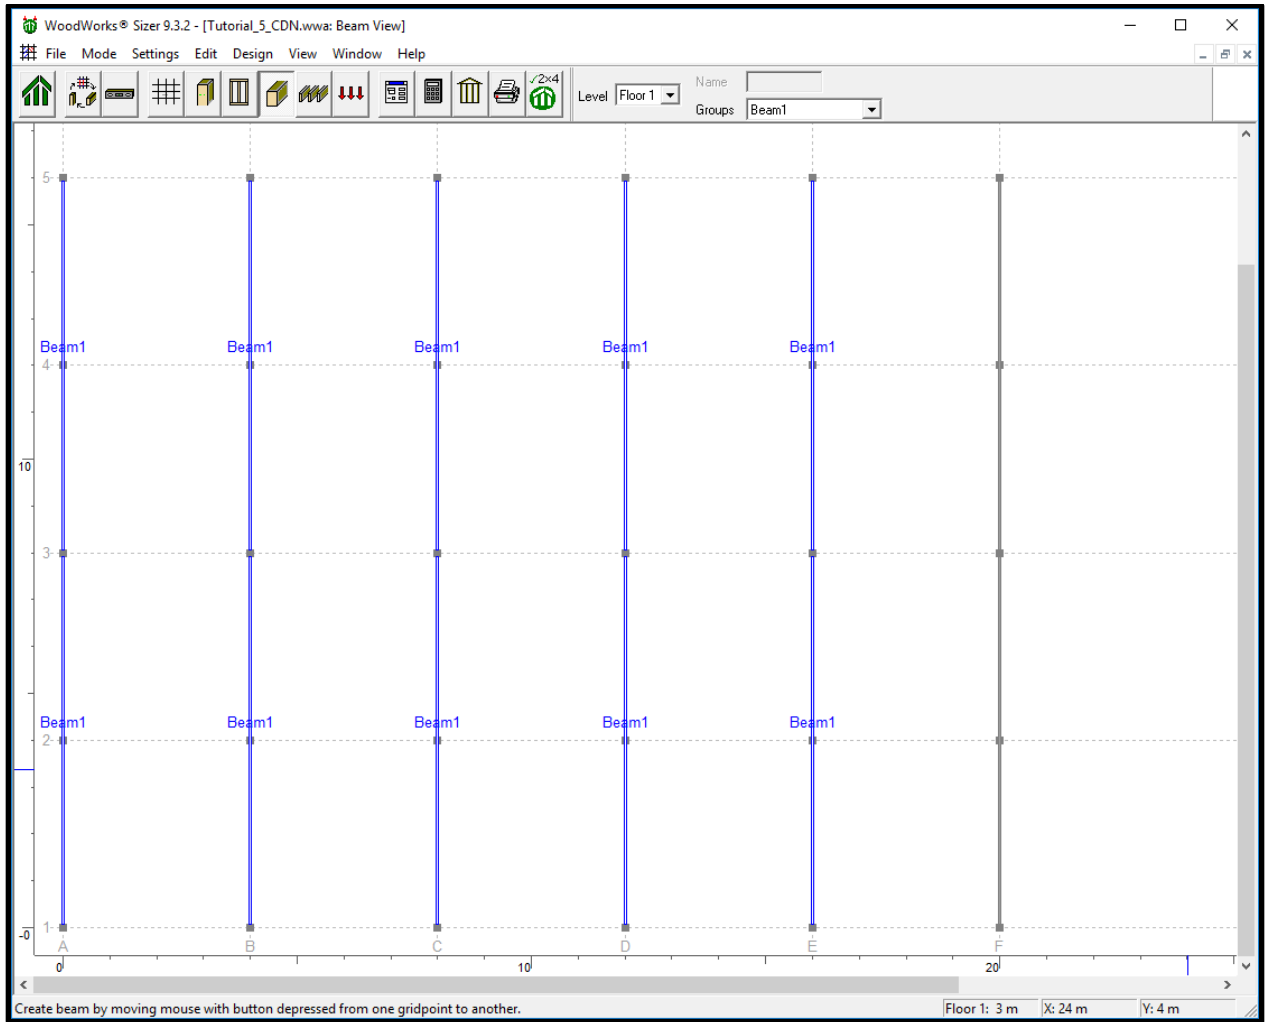 WoodWorks® Sizer 9.3.2 - [Tutorial_5_CDN.wwa: Beam View]
File Mode Settings Edit Design View Window Help
Level Floor 1 Name
Groups Beam1
√2x4
5
Beam1 Beam1 Beam1 Beam1 Beam1
4
10
3
Beam1 Beam1 Beam1 Beam1 Beam1
2
1
-0
A B C D E F
0 10 20
Create beam by moving mouse with button depressed from one gridpoint to another.
Floor 1: 3 m X: 24 m Y: 4 m